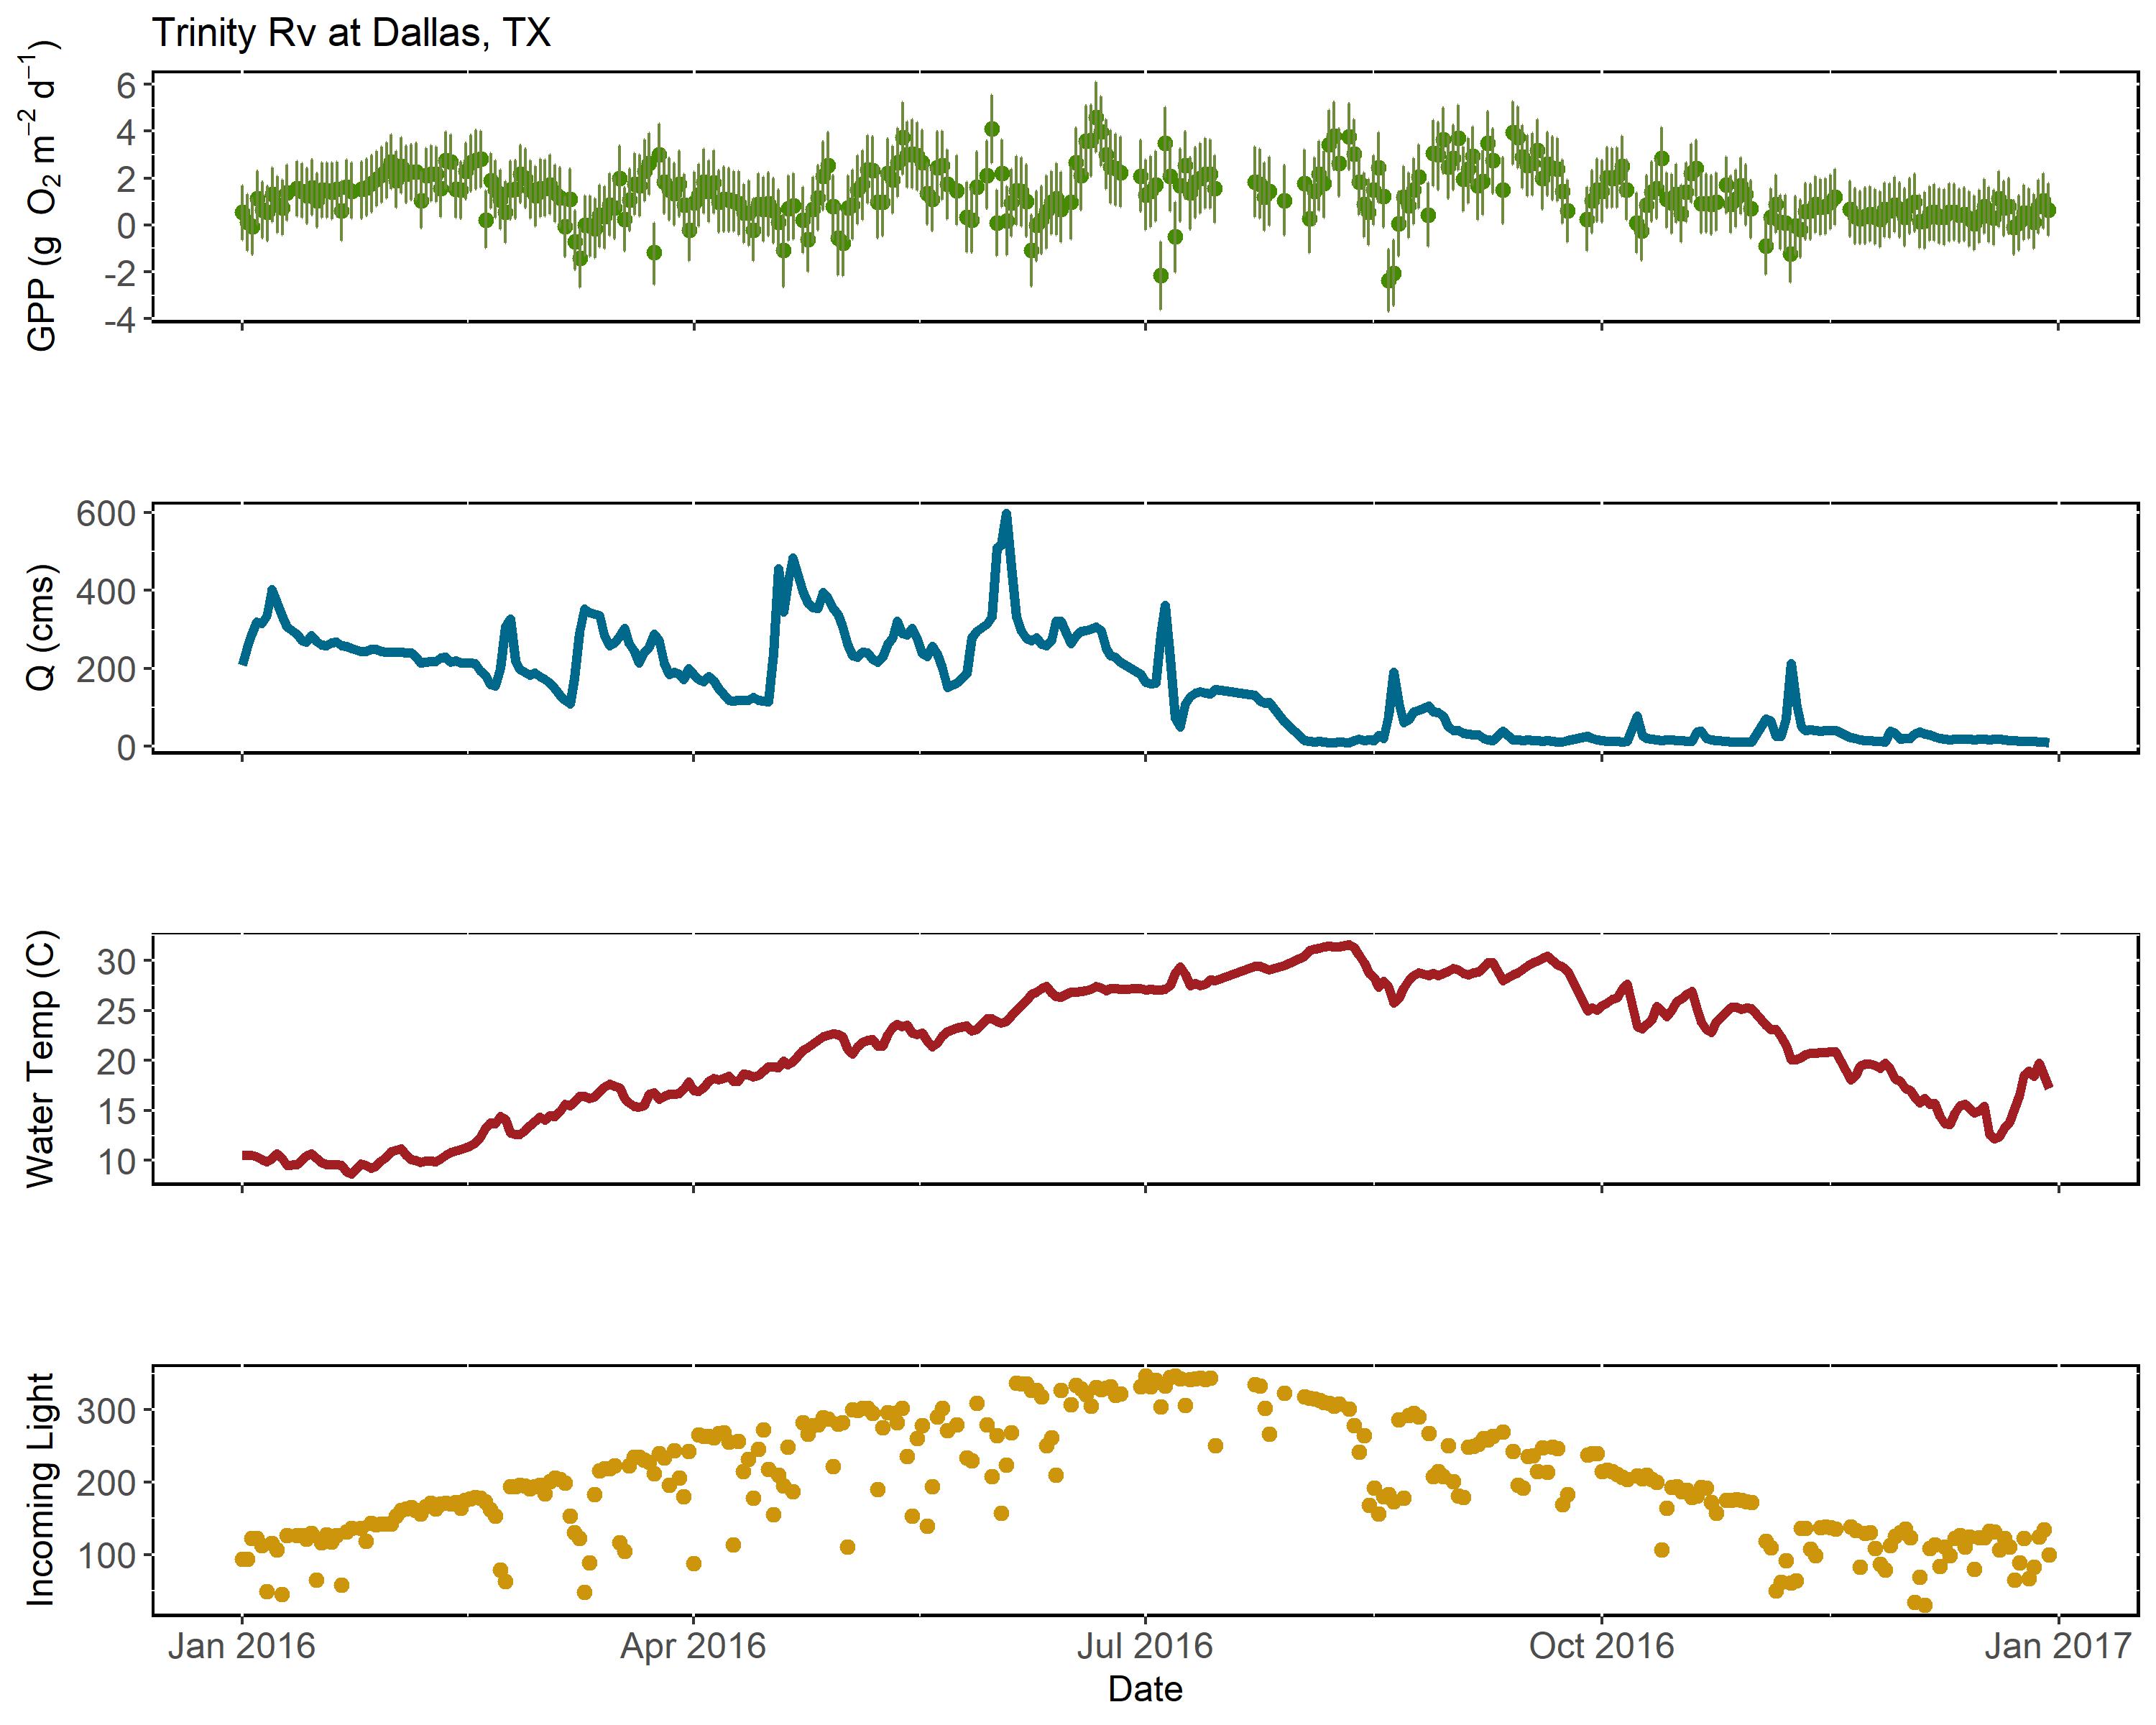 Trinity Rv at Dallas, TX
GPP (g O₂ m⁻² d⁻¹)
6
4
2
0
-2
-4
Q (cms)
600
400
200
0
Water Temp (C)
30
25
20
15
10
Incoming Light
300
200
100
Jan 2016 Apr 2016 Jul 2016 Oct 2016 Jan 2017
Date